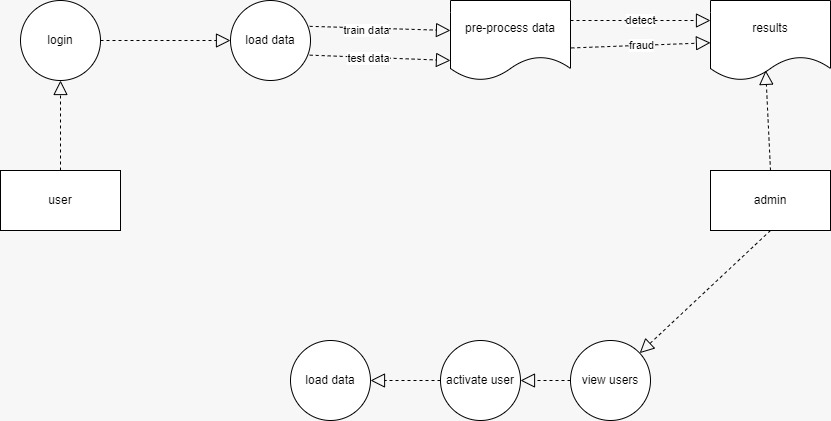 login
load data
train data
test data
pre-process data
detect
fraud
results
user
admin
load data
activate user
view users